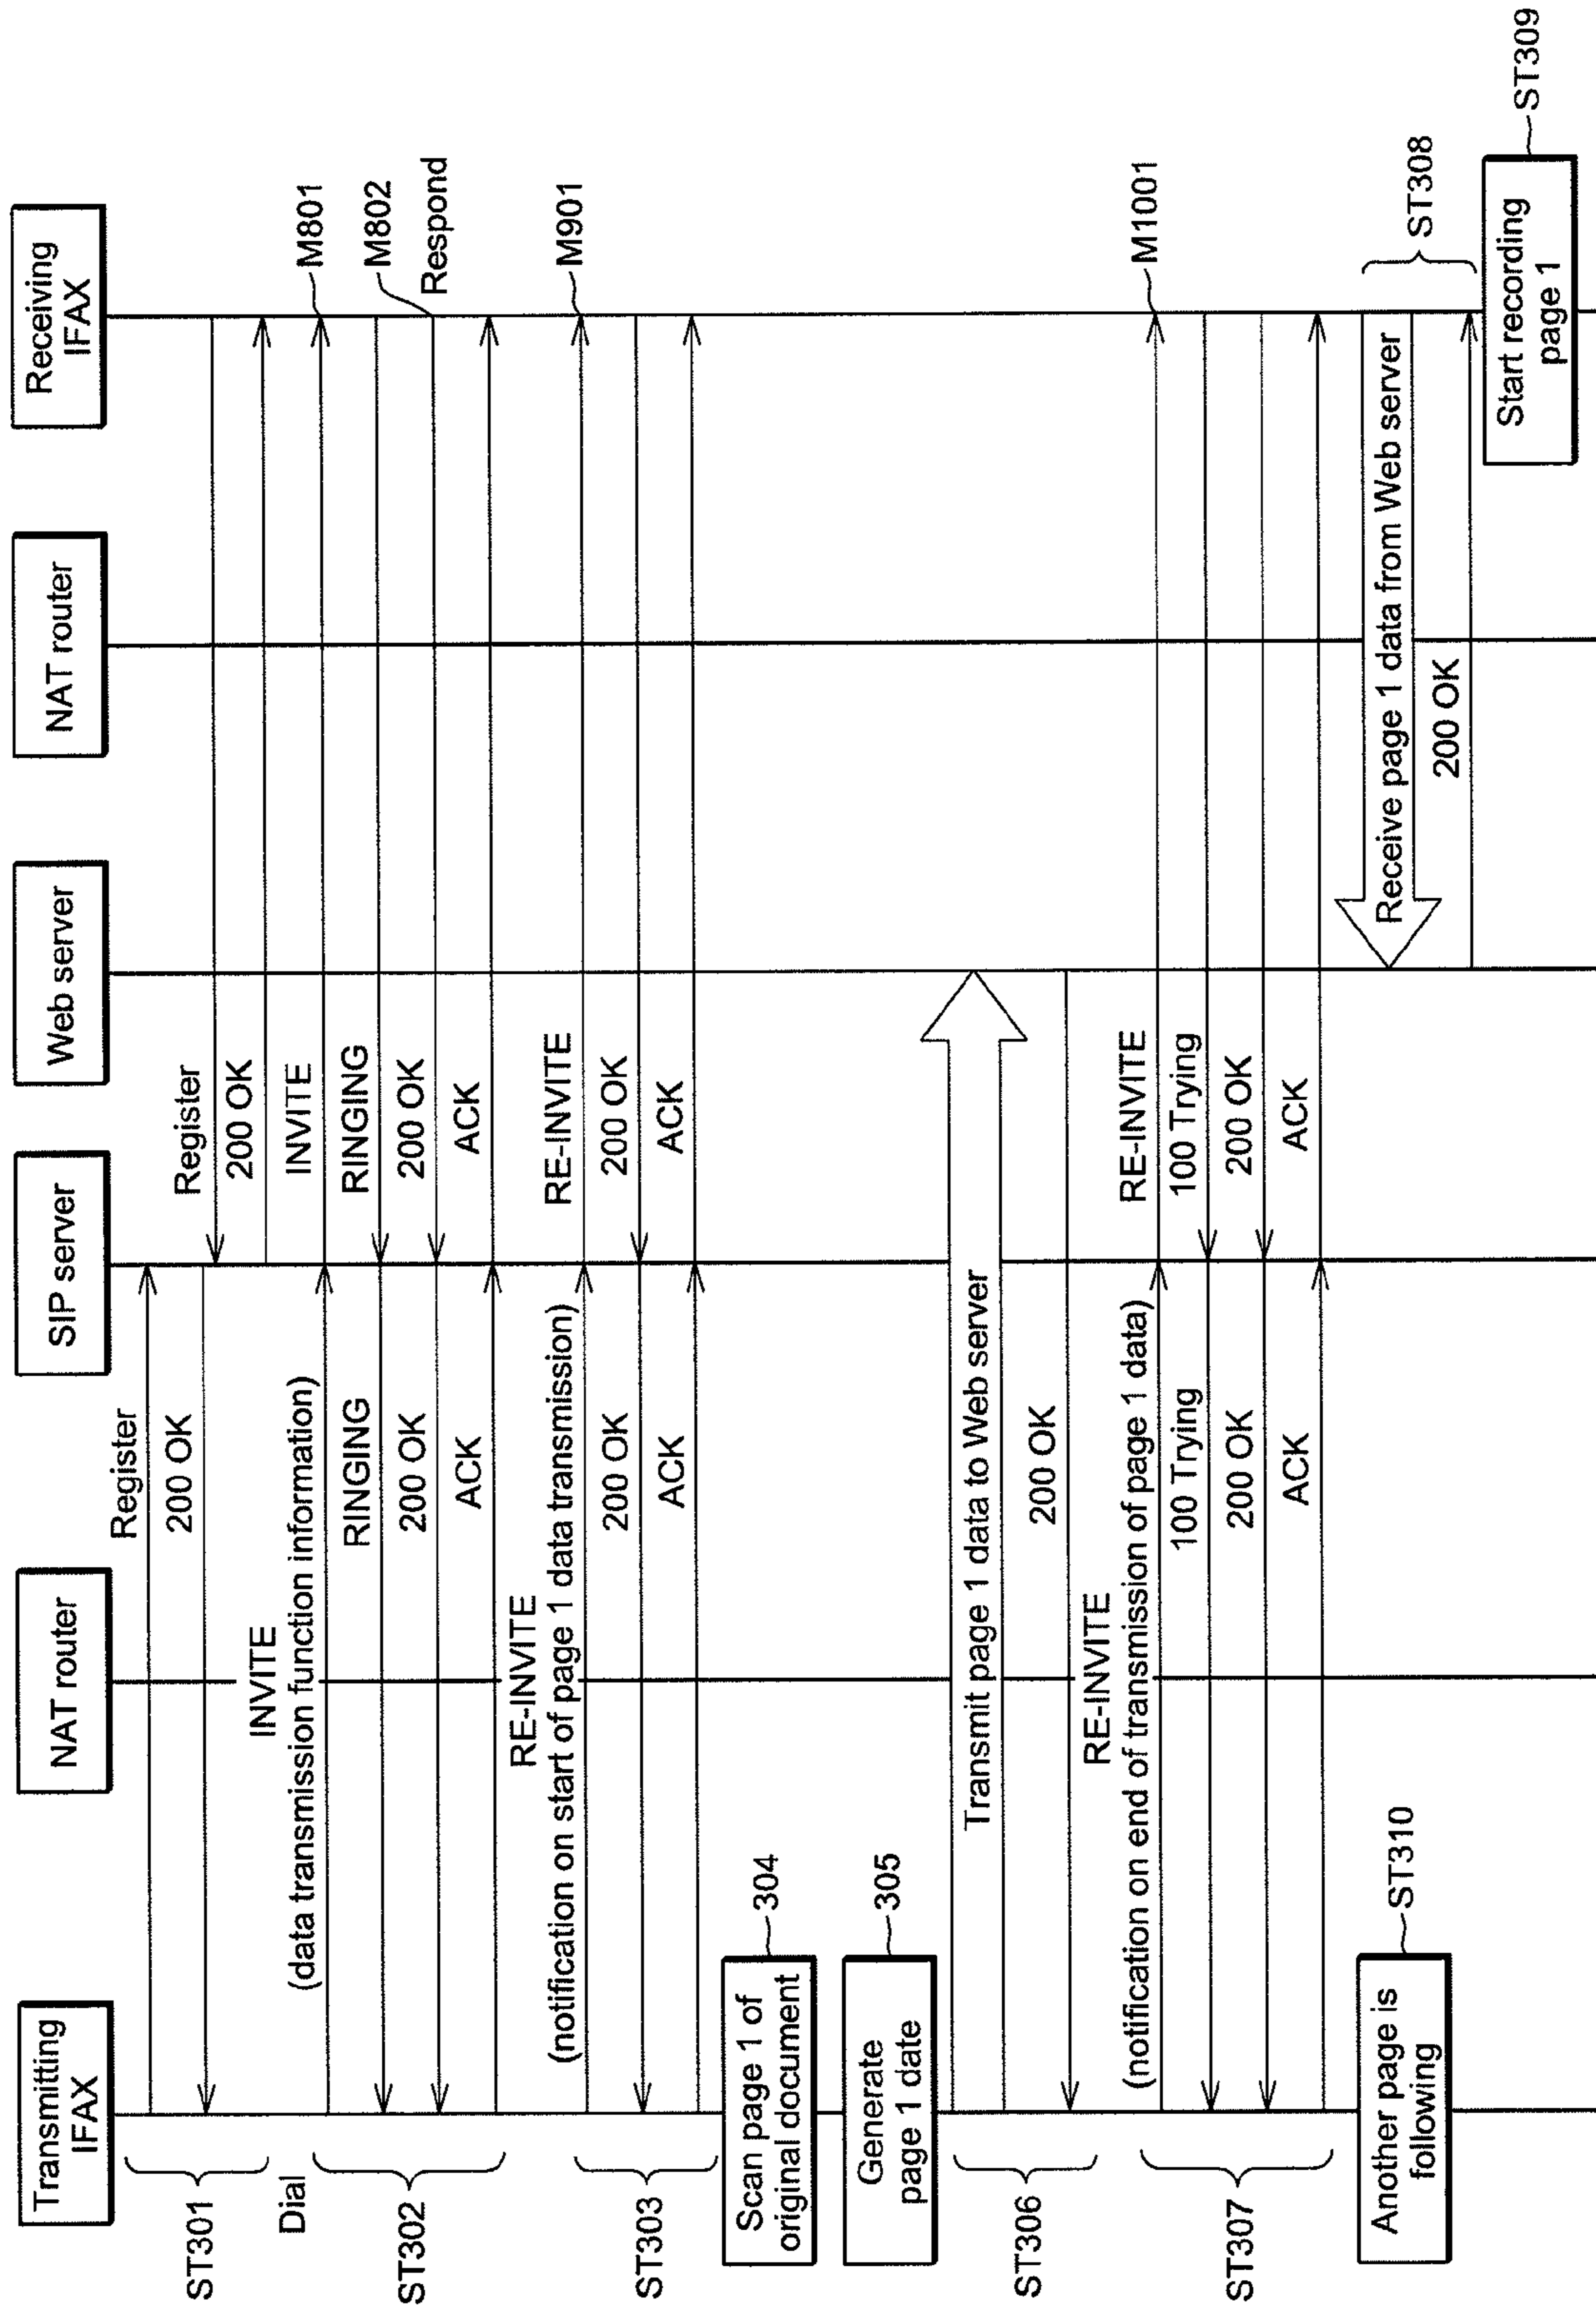 Transmitting
IFAX
NAT router
SIP server
Web server
NAT router
Receiving
IFAX
ST301
Register
200 OK
Register
200 OK
Dial
ST302
INVITE
(data transmission function information)
INVITE
M801
RINGING
RINGING
M802
200 OK
200 OK
Respond
ACK
ACK
ST303
RE-INVITE
(notification on start of page 1 data transmission)
RE-INVITE
M901
200 OK
200 OK
ACK
ACK
Scan page 1 of
original document
304
Generate
page 1 date
305
ST306
Transmit page 1 data to Web server
200 OK
ST307
RE-INVITE
(notification on end of transmission of page 1 data)
RE-INVITE
M1001
100 Trying
100 Trying
200 OK
200 OK
ACK
ACK
Another page is
following
ST310
Receive page 1 data from Web server
200 OK
ST308
Start recording
page 1
ST309